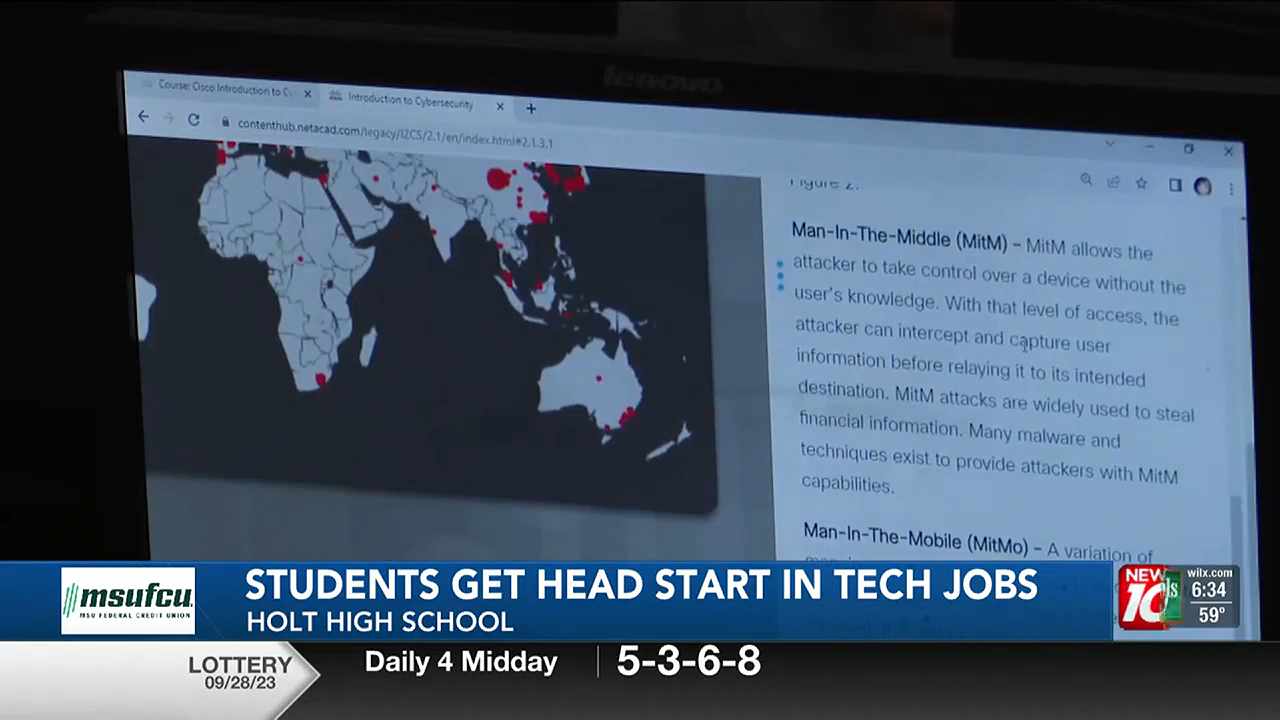 lenovo
Course: Cisco Introduction to Cy
Introduction to Cybersecurity
contenthub.netacad.com/legacy/I2CS/2.1/en/index.html#2.1.3.1
Figure 2.
Man-In-The-Middle (MitM) – MitM allows the
attacker to take control over a device without the
user's knowledge. With that level of access, the
attacker can intercept and capture user
information before relaying it to its intended
destination. MitM attacks are widely used to steal
financial information. Many malware and
techniques exist to provide attackers with MitM
capabilities.
Man-In-The-Mobile (MitMo) – A variation of
msufcu
MSU FEDERAL CREDIT UNION
STUDENTS GET HEAD START IN TECH JOBS
HOLT HIGH SCHOOL
NEWS
10
wilx.com
6:34
59°
LOTTERY
09/28/23
Daily 4 Midday
5-3-6-8